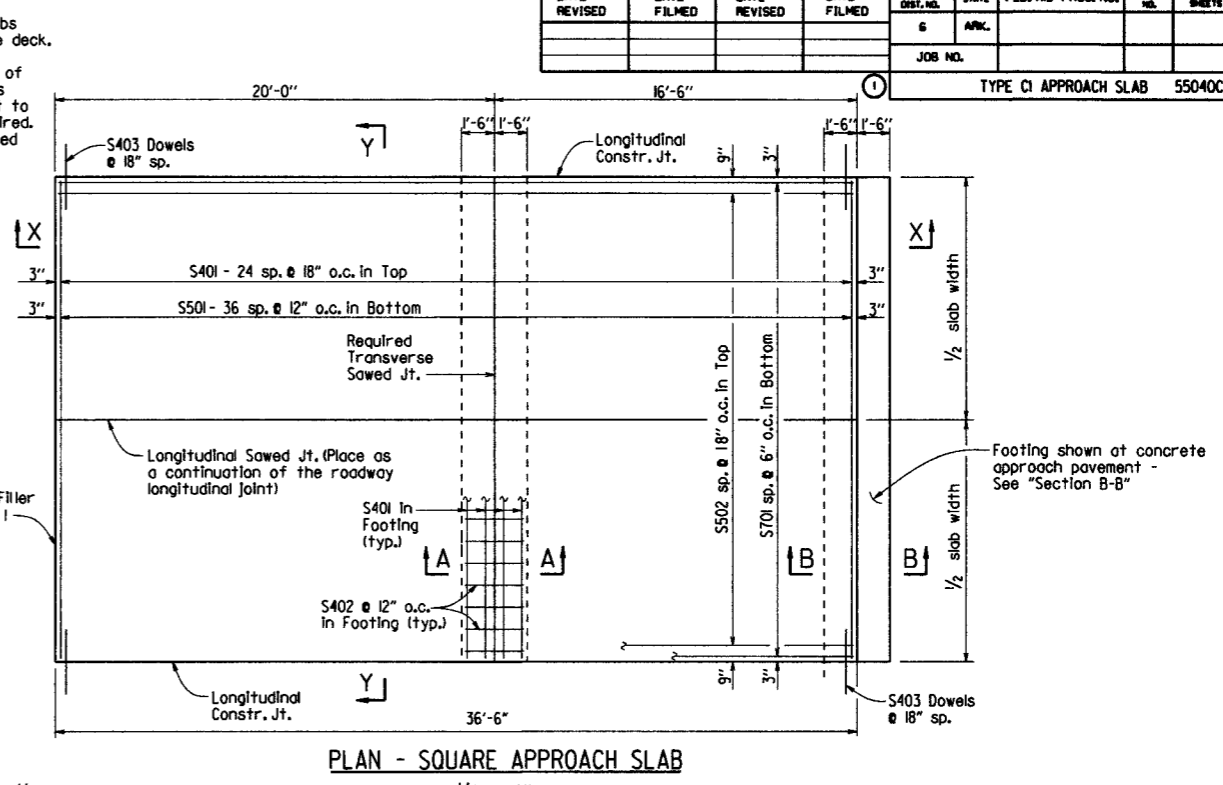 REVISED
FILMED
REVISED
FILMED
DIST. NO.
NO.
SHEETS
6
ARK.
JOB NO.
1
TYPE C1 APPROACH SLAB 55040C
bs
deck.
of
s
to
ired.
ed
20'-0"
16'-6"
Y
1'-6" 1'-6"
1'-6" 1'-6"
S403 Dowels
@ 18" sp.
Longitudinal
Constr. Jt.
9"
3"
X
X
3"
S401 - 24 sp. @ 18" o.c. in Top
3"
3"
S501 - 36 sp. @ 12" o.c. in Bottom
3"
Required
Transverse
Sawed Jt.
S502 sp. @ 18" o.c. in Top
S701 sp. @ 6" o.c. in Bottom
1/2 slab width
1/2 slab width
Longitudinal Sawed Jt. (Place as
a continuation of the roadway
longitudinal joint)
Footing shown at concrete
approach pavement -
See "Section B-B"
Filler
S401 in
Footing
(typ.)
A
A
B
B
S402 @ 12" o.c.
in Footing (typ.)
9"
3"
Y
Longitudinal
Constr. Jt.
S403 Dowels
@ 18" sp.
36'-6"
PLAN - SQUARE APPROACH SLAB